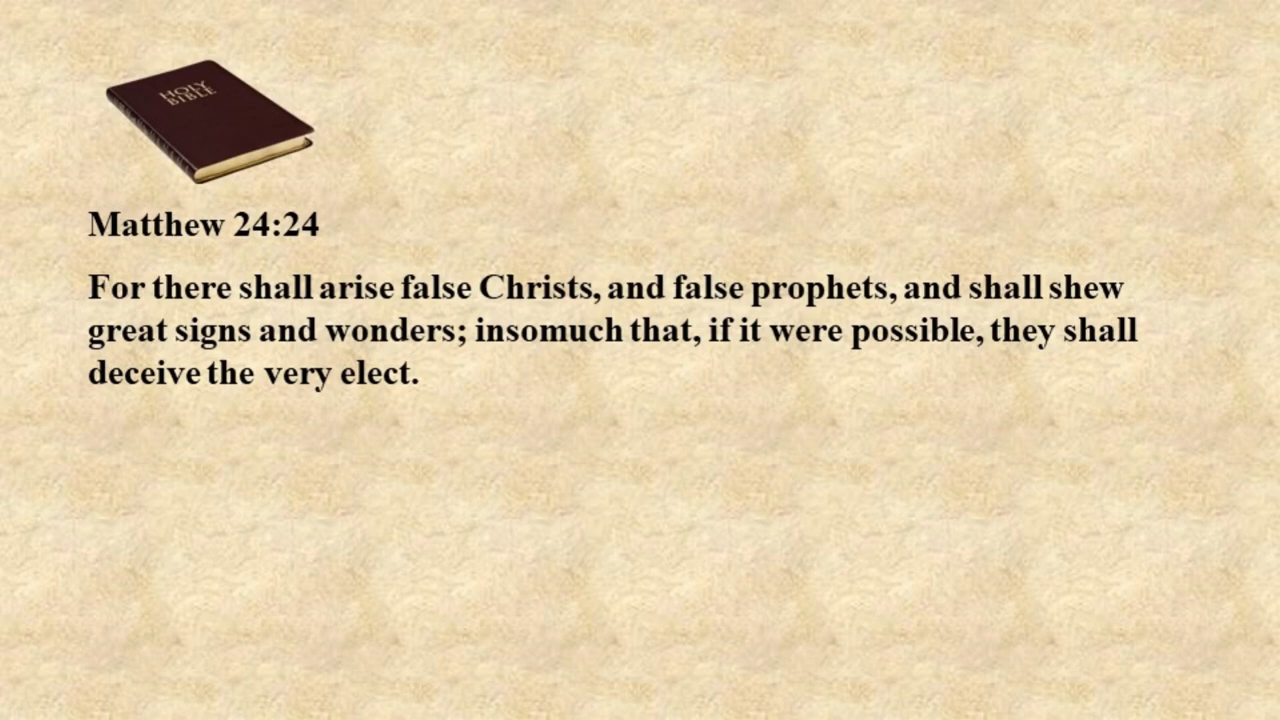 HOLY
BIBLE
Matthew 24:24
For there shall arise false Christs, and false prophets, and shall shew
great signs and wonders; insomuch that, if it were possible, they shall
deceive the very elect.